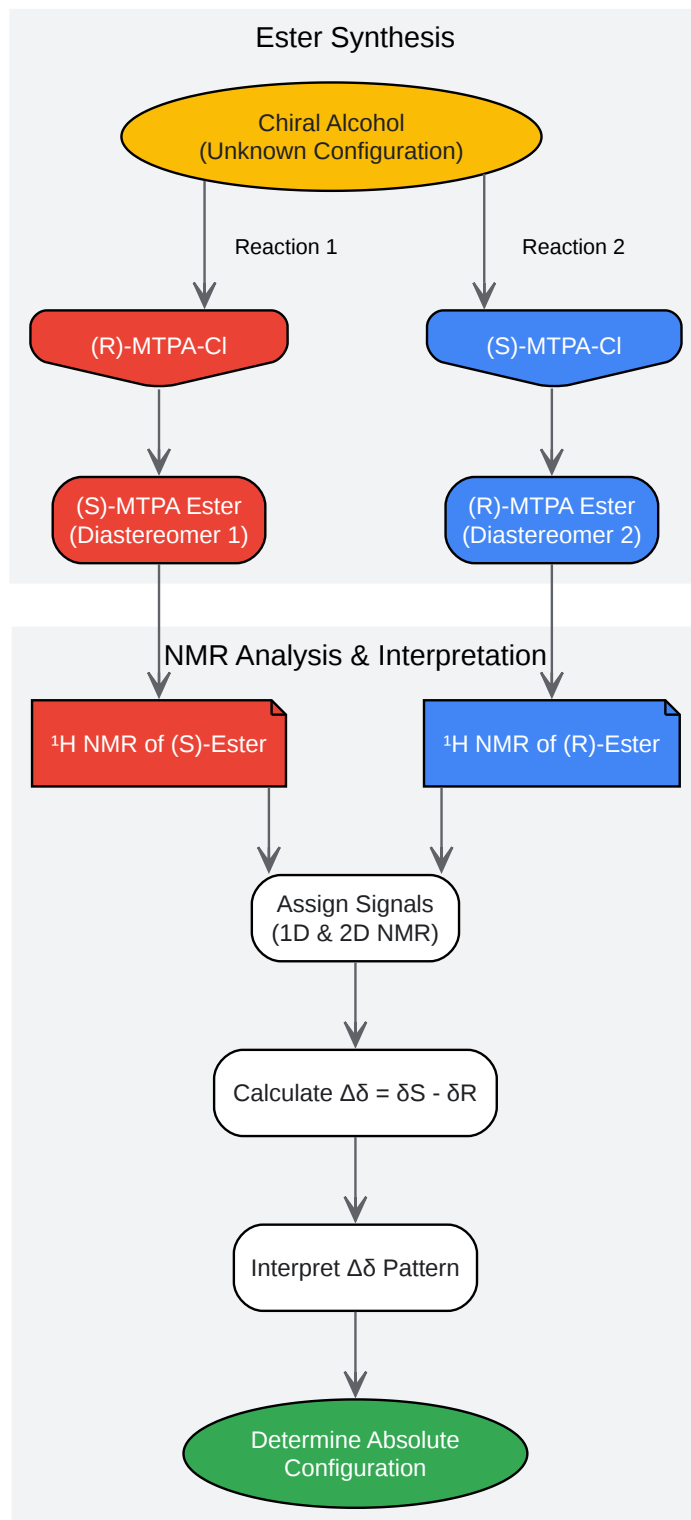 Ester Synthesis
Chiral Alcohol
(Unknown Configuration)
Reaction 1
Reaction 2
(R)-MTPA-Cl
(S)-MTPA-Cl
(S)-MTPA Ester
(Diastereomer 1)
(R)-MTPA Ester
(Diastereomer 2)
NMR Analysis & Interpretation
¹H NMR of (S)-Ester
¹H NMR of (R)-Ester
Assign Signals
(1D & 2D NMR)
Calculate Δδ = δS - δR
Interpret Δδ Pattern
Determine Absolute
Configuration